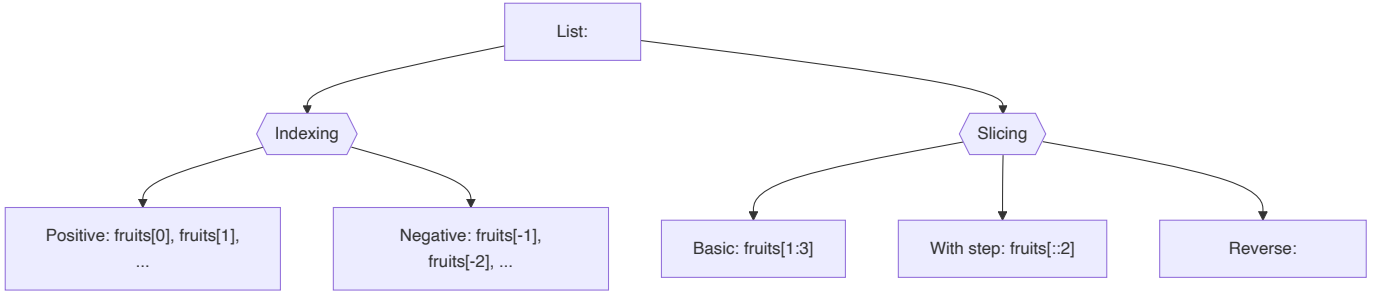 List:
Indexing
Slicing
Positive: fruits[0], fruits[1],
...
Negative: fruits[-1],
fruits[-2], ...
Basic: fruits[1:3]
With step: fruits[::2]
Reverse: